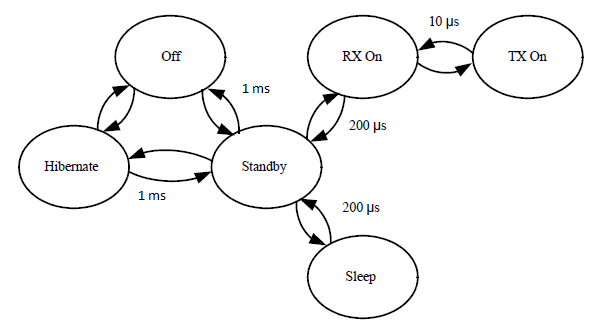 10 µs
Off
RX On
TX On
1 ms
200 µs
Hibernate
Standby
1 ms
200 µs
Sleep